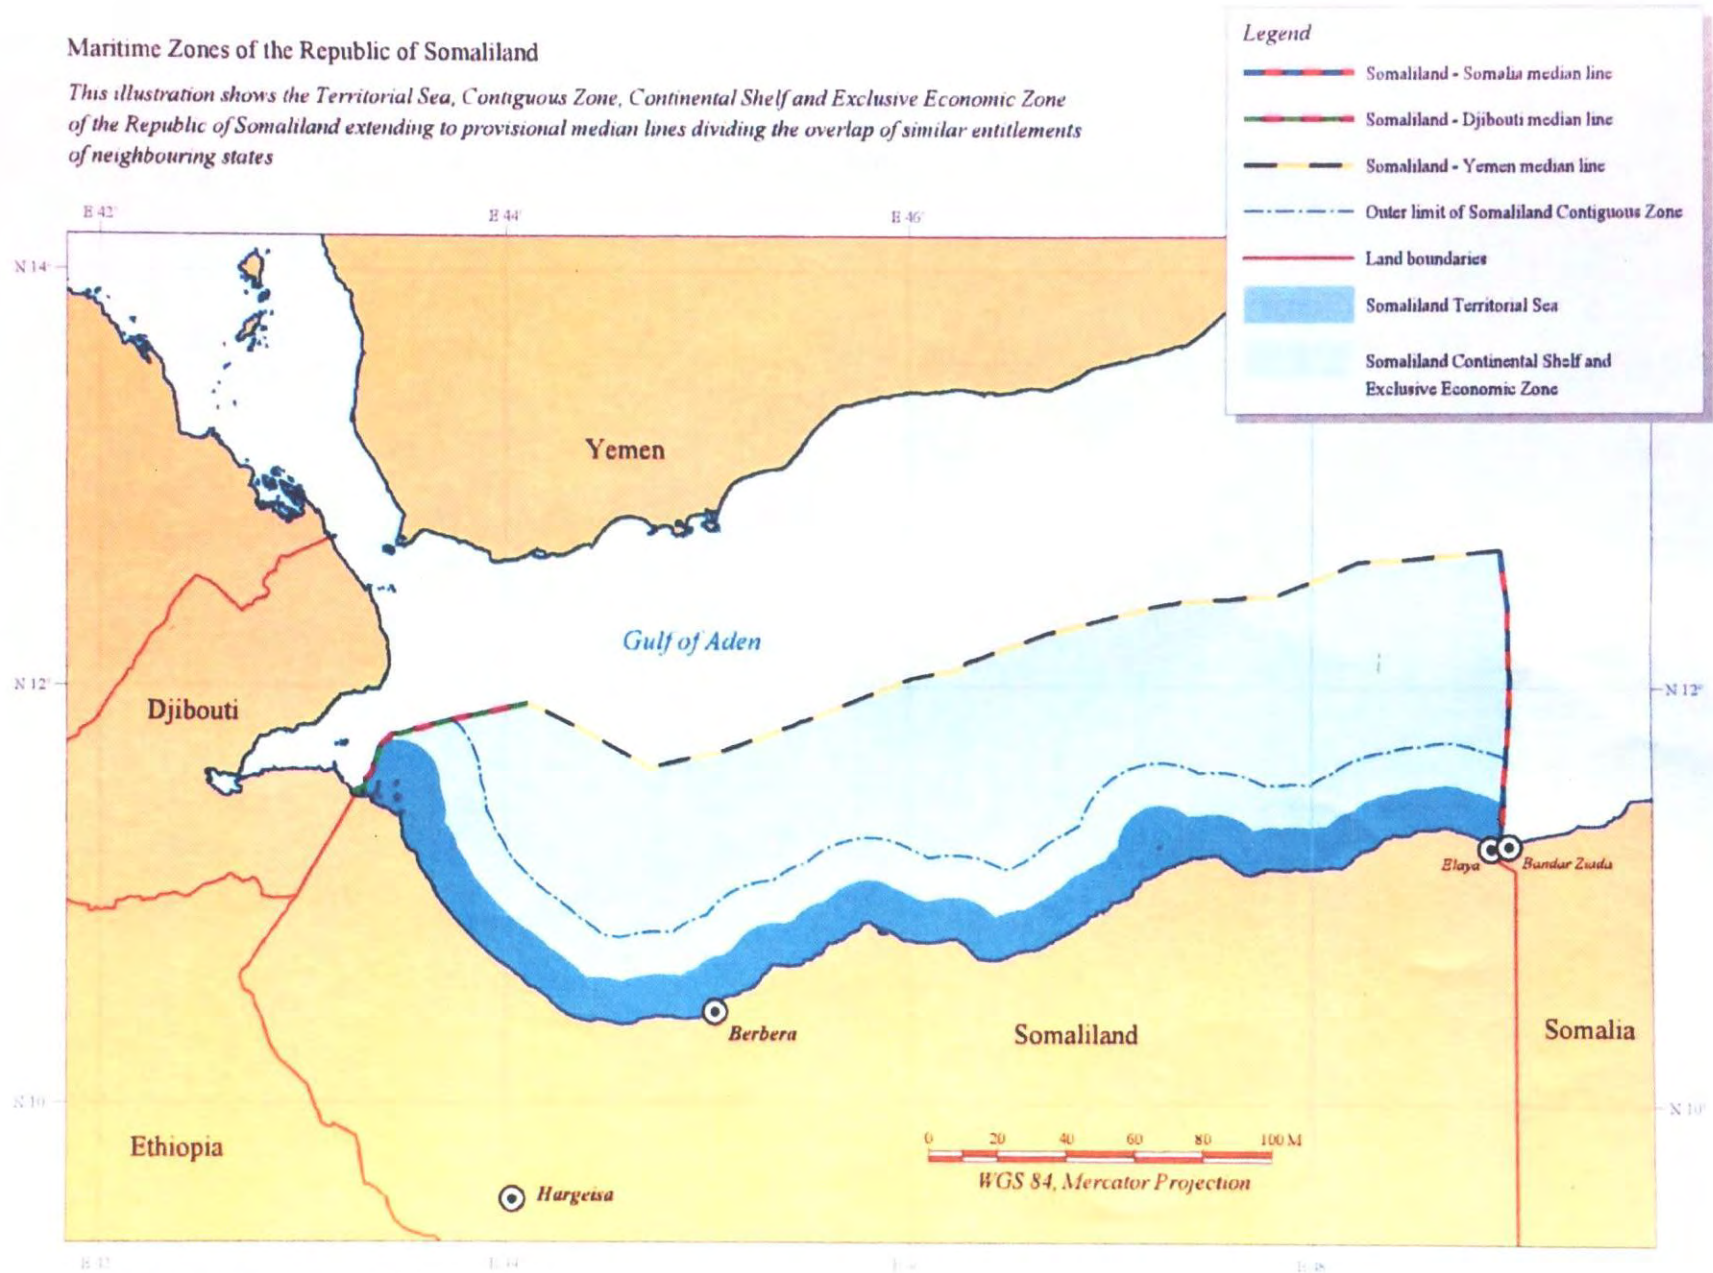 Maritime Zones of the Republic of Somaliland
This illustration shows the Territorial Sea, Contiguous Zone, Continental Shelf and Exclusive Economic Zone
of the Republic of Somaliland extending to provisional median lines dividing the overlap of similar entitlements
of neighbouring states
Legend
Somaliland - Somalia median line
Somaliland - Djibouti median line
Somaliland - Yemen median line
Outer limit of Somaliland Contiguous Zone
Land boundaries
Somaliland Territorial Sea
Somaliland Continental Shelf and
Exclusive Economic Zone
E 42°
E 44°
E 46°
N 14°
Yemen
Gulf of Aden
N 12°
N 12°
Djibouti
Elaya
Bandar Ziada
Berbera
Somaliland
Somalia
N 10°
N 10°
Ethiopia
0 20 40 60 80 100 M
WGS 84, Mercator Projection
Hargeisa
E 42°
E 44°
E 48°